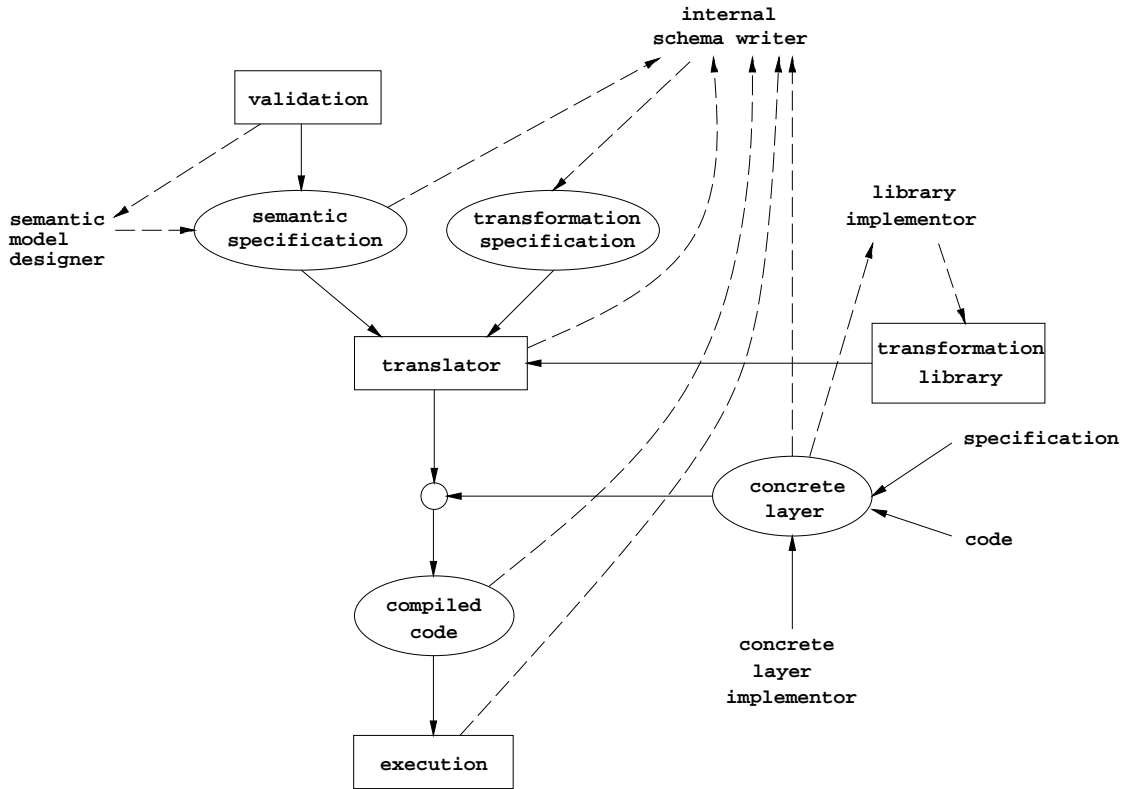 internal
schema writer
validation
library
implementor
semantic
model
designer
semantic
specification
transformation
specification
translator
transformation
library
specification
concrete
layer
code
compiled
code
concrete
layer
implementor
execution